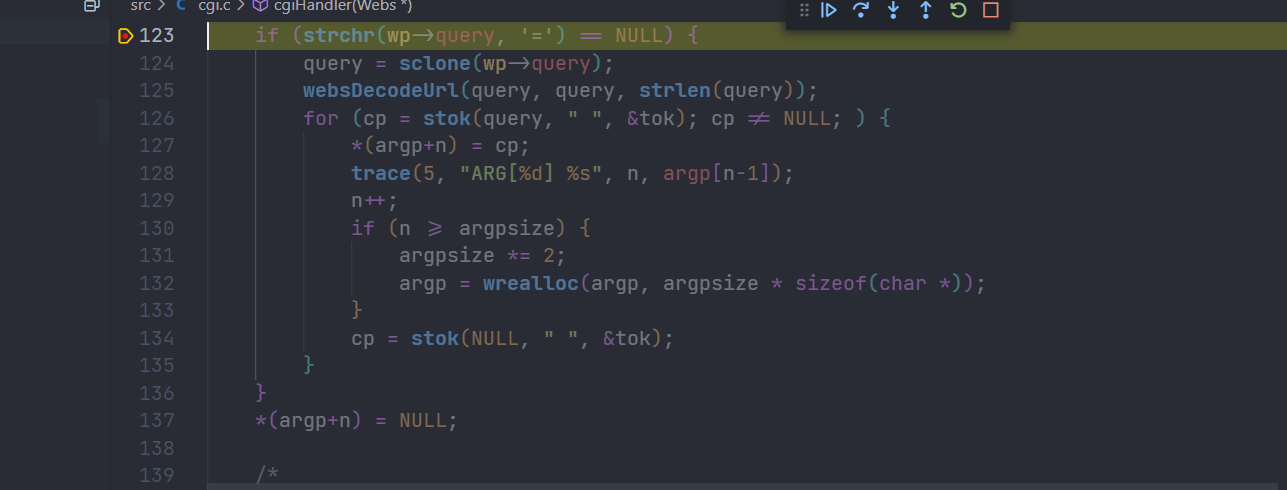 src > C cgi.c > cgiHandler(Webs *)
123 if (strchr(wp->query, '=') == NULL) {
124 query = sclone(wp->query);
125 websDecodeUrl(query, query, strlen(query));
126 for (cp = stok(query, " ", &tok); cp != NULL; ) {
127 *(argp+n) = cp;
128 trace(5, "ARG[%d] %s", n, argp[n-1]);
129 n++;
130 if (n >= argpsize) {
131 argpsize *= 2;
132 argp = wrealloc(argp, argpsize * sizeof(char *));
133 }
134 cp = stok(NULL, " ", &tok);
135 }
136 }
137 *(argp+n) = NULL;
138
139 /*